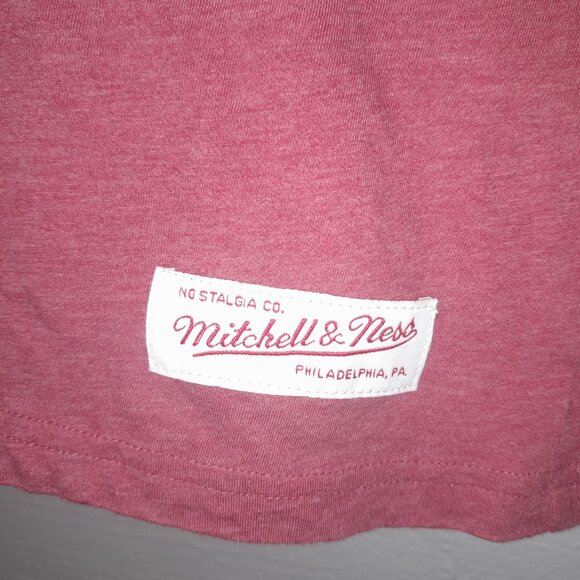 NOSTALGIA CO.
Mitchell & Ness
PHILADELPHIA, PA